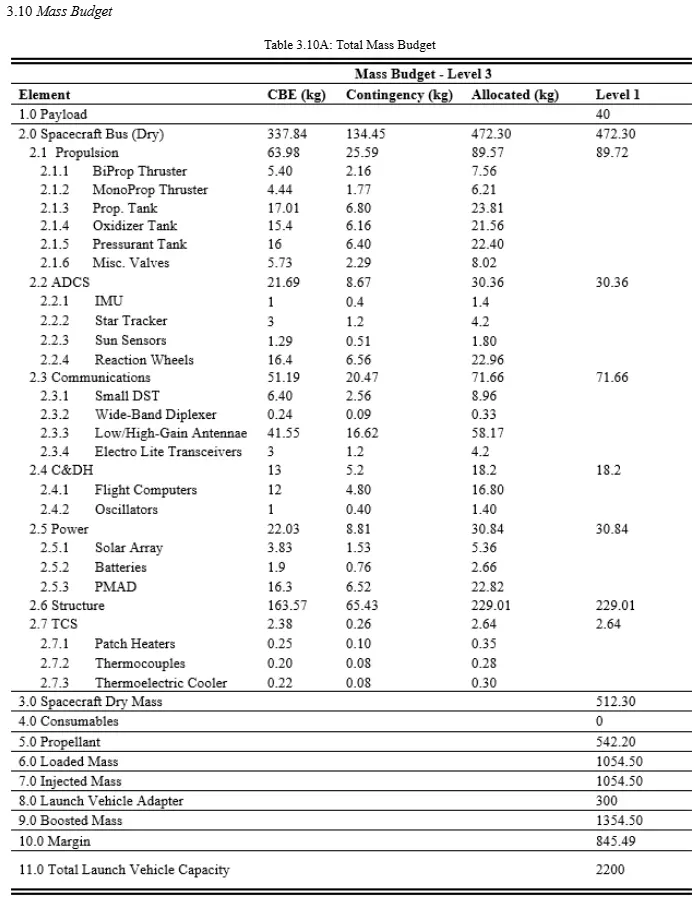 3.10 Mass Budget
Table 3.10A: Total Mass Budget
Mass Budget - Level 3
Element CBE (kg) Contingency (kg) Allocated (kg) Level 1
1.0 Payload 40
2.0 Spacecraft Bus (Dry) 337.84 134.45 472.30 472.30
2.1 Propulsion 63.98 25.59 89.57 89.72
2.1.1 BiProp Thruster 5.40 2.16 7.56
2.1.2 MonoProp Thruster 4.44 1.77 6.21
2.1.3 Prop. Tank 17.01 6.80 23.81
2.1.4 Oxidizer Tank 15.4 6.16 21.56
2.1.5 Pressurant Tank 16 6.40 22.40
2.1.6 Misc. Valves 5.73 2.29 8.02
2.2 ADCS 21.69 8.67 30.36 30.36
2.2.1 IMU 1 0.4 1.4
2.2.2 Star Tracker 3 1.2 4.2
2.2.3 Sun Sensors 1.29 0.51 1.80
2.2.4 Reaction Wheels 16.4 6.56 22.96
2.3 Communications 51.19 20.47 71.66 71.66
2.3.1 Small DST 6.40 2.56 8.96
2.3.2 Wide-Band Diplexer 0.24 0.09 0.33
2.3.3 Low/High-Gain Antennae 41.55 16.62 58.17
2.3.4 Electro Lite Transceivers 3 1.2 4.2
2.4 C&DH 13 5.2 18.2 18.2
2.4.1 Flight Computers 12 4.80 16.80
2.4.2 Oscillators 1 0.40 1.40
2.5 Power 22.03 8.81 30.84 30.84
2.5.1 Solar Array 3.83 1.53 5.36
2.5.2 Batteries 1.9 0.76 2.66
2.5.3 PMAD 16.3 6.52 22.82
2.6 Structure 163.57 65.43 229.01 229.01
2.7 TCS 2.38 0.26 2.64 2.64
2.7.1 Patch Heaters 0.25 0.10 0.35
2.7.2 Thermocouples 0.20 0.08 0.28
2.7.3 Thermoelectric Cooler 0.22 0.08 0.30
3.0 Spacecraft Dry Mass 512.30
4.0 Consumables 0
5.0 Propellant 542.20
6.0 Loaded Mass 1054.50
7.0 Injected Mass 1054.50
8.0 Launch Vehicle Adapter 300
9.0 Boosted Mass 1354.50
10.0 Margin 845.49
11.0 Total Launch Vehicle Capacity 2200